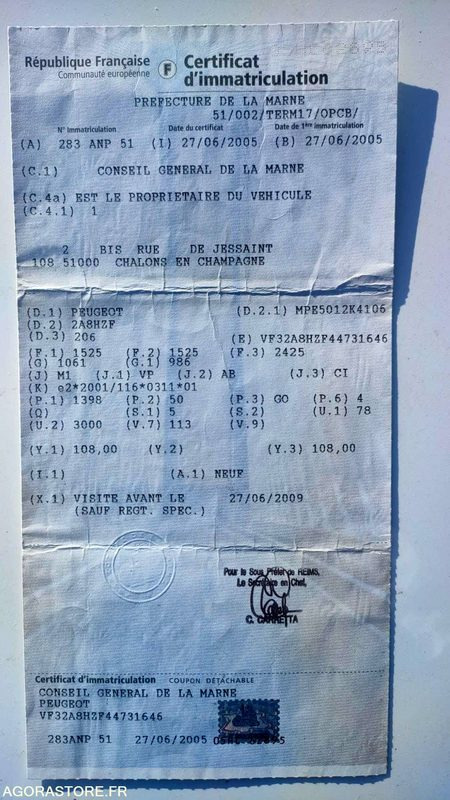 République Française
Communauté européenne
F
Certificat
d'immatriculation
PREFECTURE DE LA MARNE
51/002/TERM17/OPCB/
N° Immatriculation Date du certificat Date de 1ère immatriculation
(A) 283 ANP 51 (I) 27/06/2005 (B) 27/06/2005
(C.1) CONSEIL GENERAL DE LA MARNE
(C.4a) EST LE PROPRIETAIRE DU VEHICULE
(C.4.1) 1
2 BIS RUE DE JESSAINT
108 51000 CHALONS EN CHAMPAGNE
(D.1) PEUGEOT (D.2.1) MPE5012K4106
(D.2) 2A8HZF
(D.3) 206 (E) VF32A8HZF44731646
(F.1) 1525 (F.2) 1525 (F.3) 2425
(G) 1061 (G.1) 986
(J) M1 (J.1) VP (J.2) AB (J.3) CI
(K) e2*2001/116*0311*01
(P.1) 1398 (P.2) 50 (P.3) GO (P.6) 4
(Q) (S.1) 5 (S.2) (U.1) 78
(U.2) 3000 (V.7) 113 (V.9)
(Y.1) 108,00 (Y.2) (Y.3) 108,00
(I.1) (A.1) NEUF
(X.1) VISITE AVANT LE 27/06/2009
(SAUF REGT. SPEC.)
Pour le Sous Préfet de REIMS,
Le Secrétaire en Chef,
C. CARRETTA
Certificat d'immatriculation COUPON DÉTACHABLE
CONSEIL GENERAL DE LA MARNE
PEUGEOT
VF32A8HZF44731646
283ANP 51 27/06/2005
AGORASTORE.FR